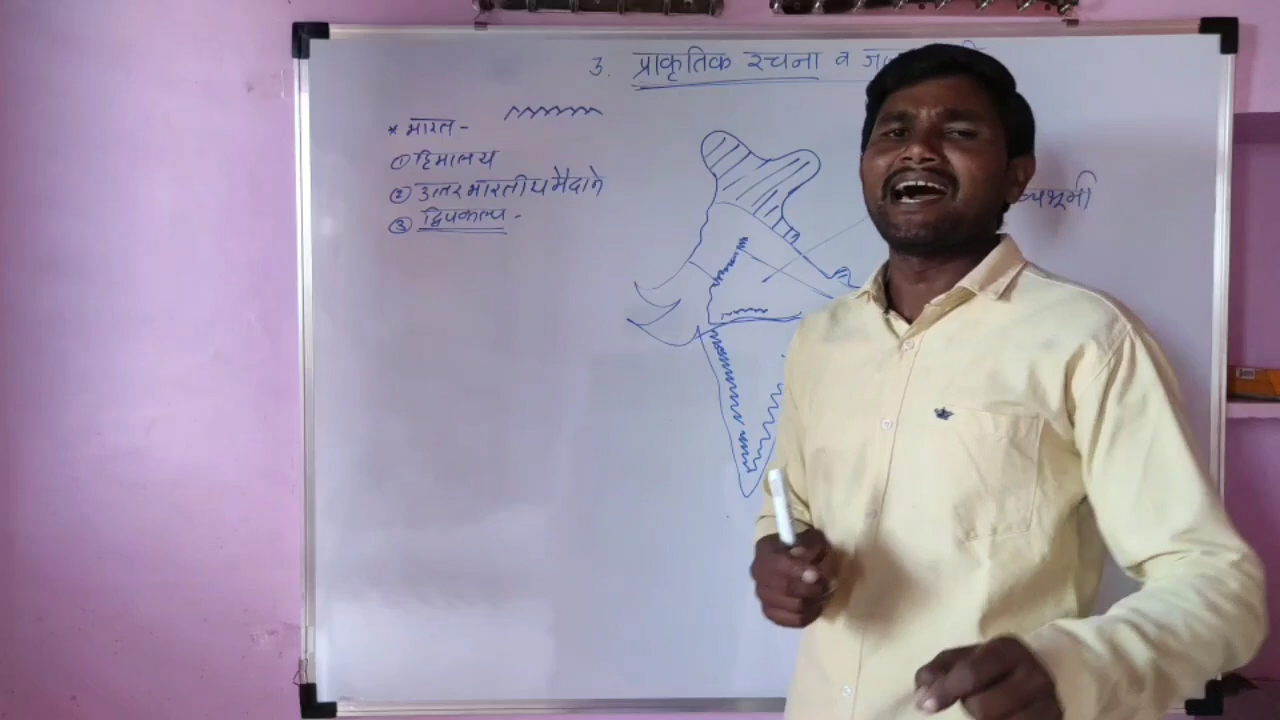 3. प्राकृतिक रचना व
* भारत -
① हिमालय
② उत्तर भारतीय मैदाने
③ द्विपकल्प -